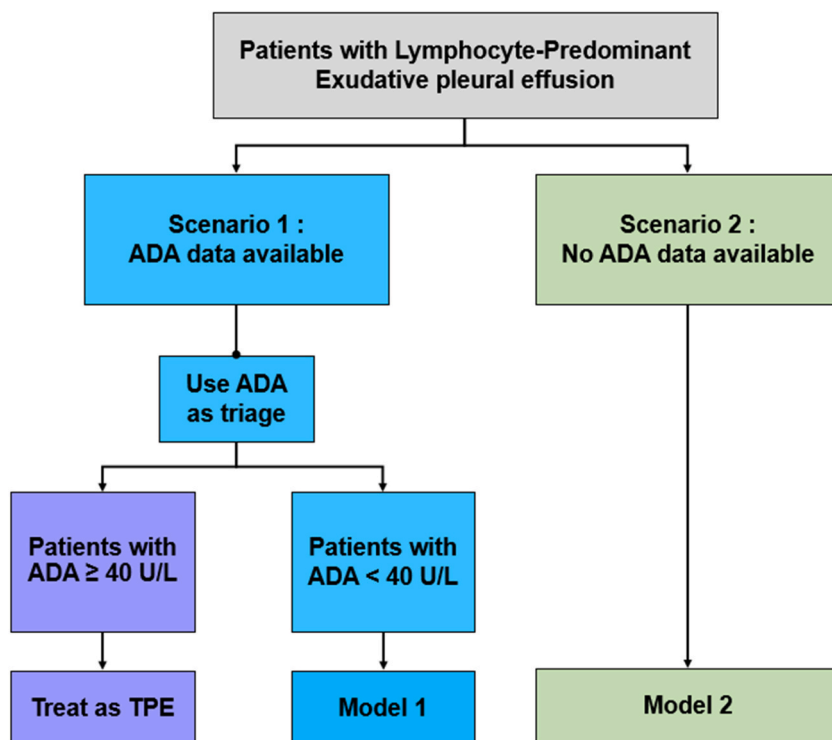 Patients with Lymphocyte-Predominant
Exudative pleural effusion
Scenario 1 :
ADA data available
Scenario 2 :
No ADA data available
Use ADA
as triage
Patients with
ADA ≥ 40 U/L
Patients with
ADA < 40 U/L
Treat as TPE
Model 1
Model 2